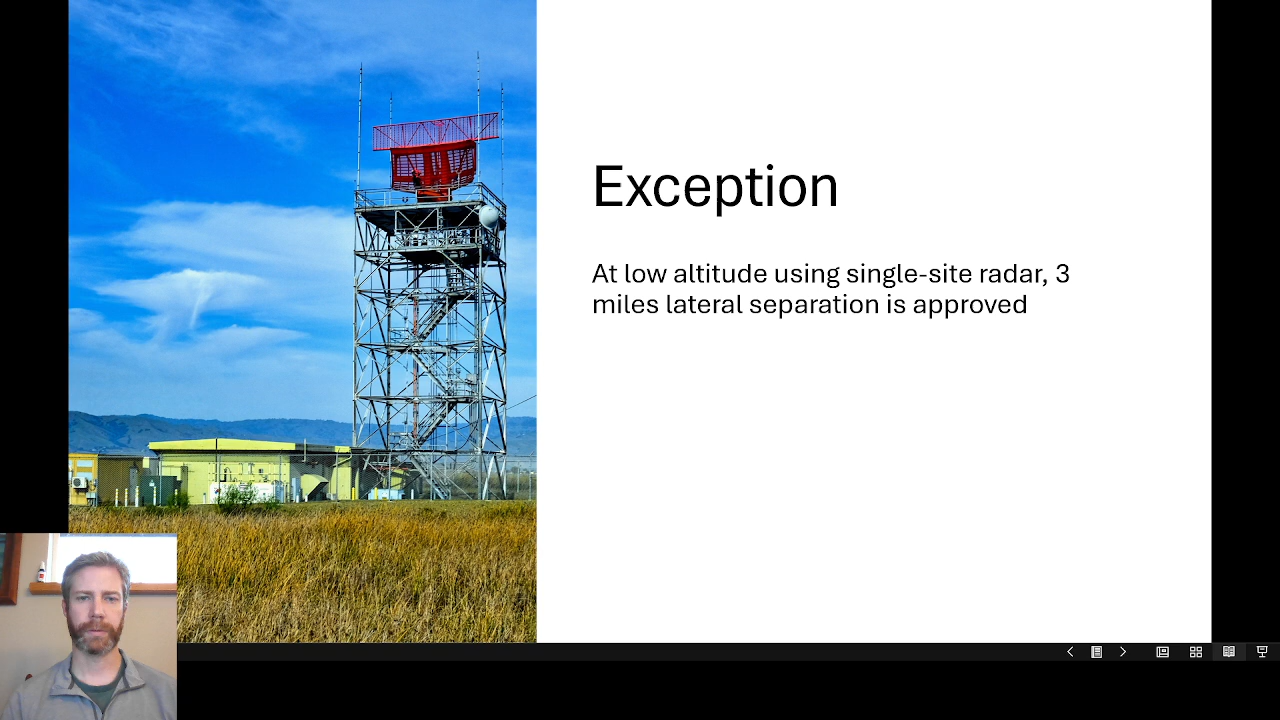 Exception
At low altitude using single-site radar, 3
miles lateral separation is approved